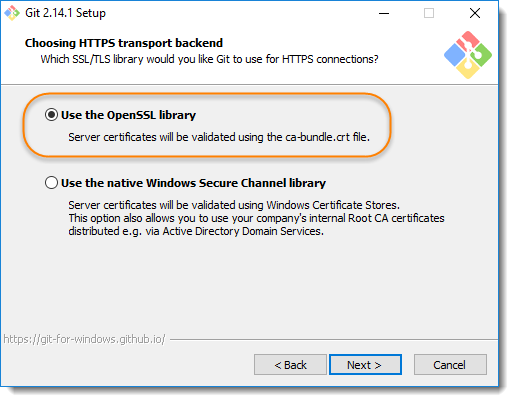 Git 2.14.1 Setup
Choosing HTTPS transport backend
Which SSL/TLS library would you like Git to use for HTTPS connections?
Use the OpenSSL library
Server certificates will be validated using the ca-bundle.crt file.
Use the native Windows Secure Channel library
Server certificates will be validated using Windows Certificate Stores.
This option also allows you to use your company's internal Root CA certificates
distributed e.g. via Active Directory Domain Services.
https://git-for-windows.github.io/
< Back
Next >
Cancel